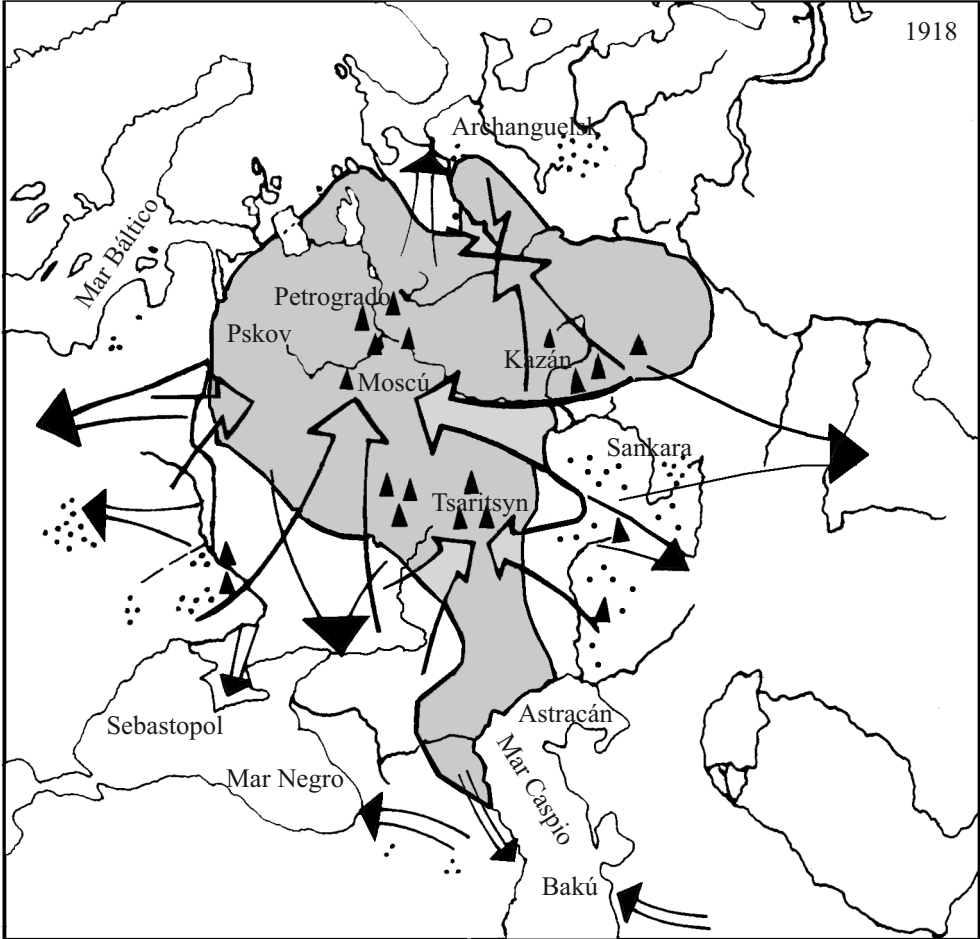 1918
Archanguelsk
Mar Báltico
Petrogrado
Pskov
Kazán
Moscú
Sankara
Tsaritsyn
Astracán
Sebastopol
Mar Negro
Mar Caspio
Bakú